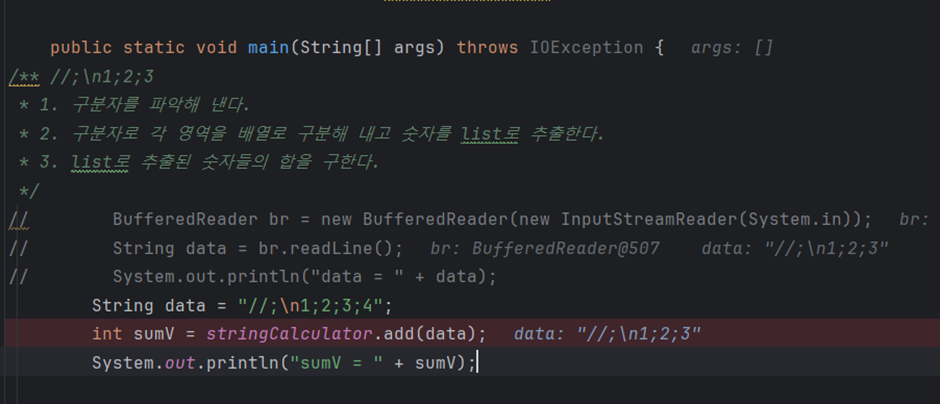 public static void main(String[] args) throws IOException {   args: []
/** //;\n1;2;3
* 1. 구분자를 파악해 낸다.
* 2. 구분자로 각 영역을 배열로 구분해 내고 숫자를 list로 추출한다.
* 3. list로 추출된 숫자들의 합을 구한다.
*/
//        BufferedReader br = new BufferedReader(new InputStreamReader(System.in));   br:
//        String data = br.readLine();   br: BufferedReader@507    data: "//;\n1;2;3"
//        System.out.println("data = " + data);
String data = "//;\n1;2;3;4";
int sumV = stringCalculator.add(data);   data: "//;\n1;2;3"
System.out.println("sumV = " + sumV);